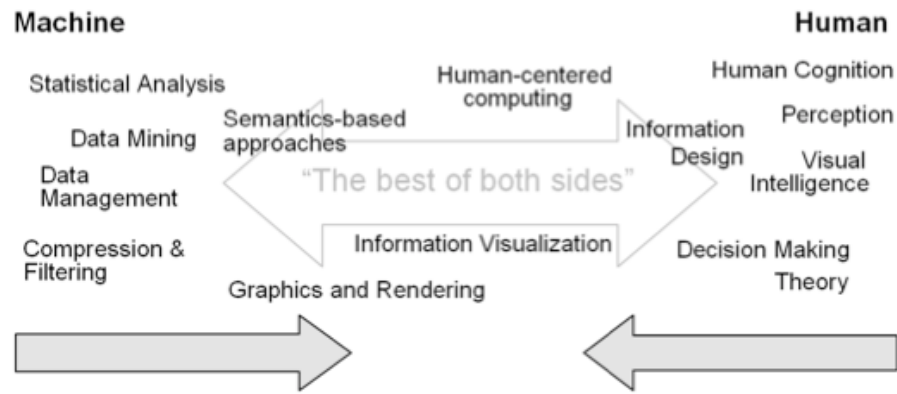 Machine
Human
Statistical Analysis
Human-centered
computing
Human Cognition
Semantics-based
approaches
Perception
Data Mining
Information
Design
Data
Management
"The best of both sides"
Visual
Intelligence
Compression &
Filtering
Information Visualization
Decision Making
Theory
Graphics and Rendering